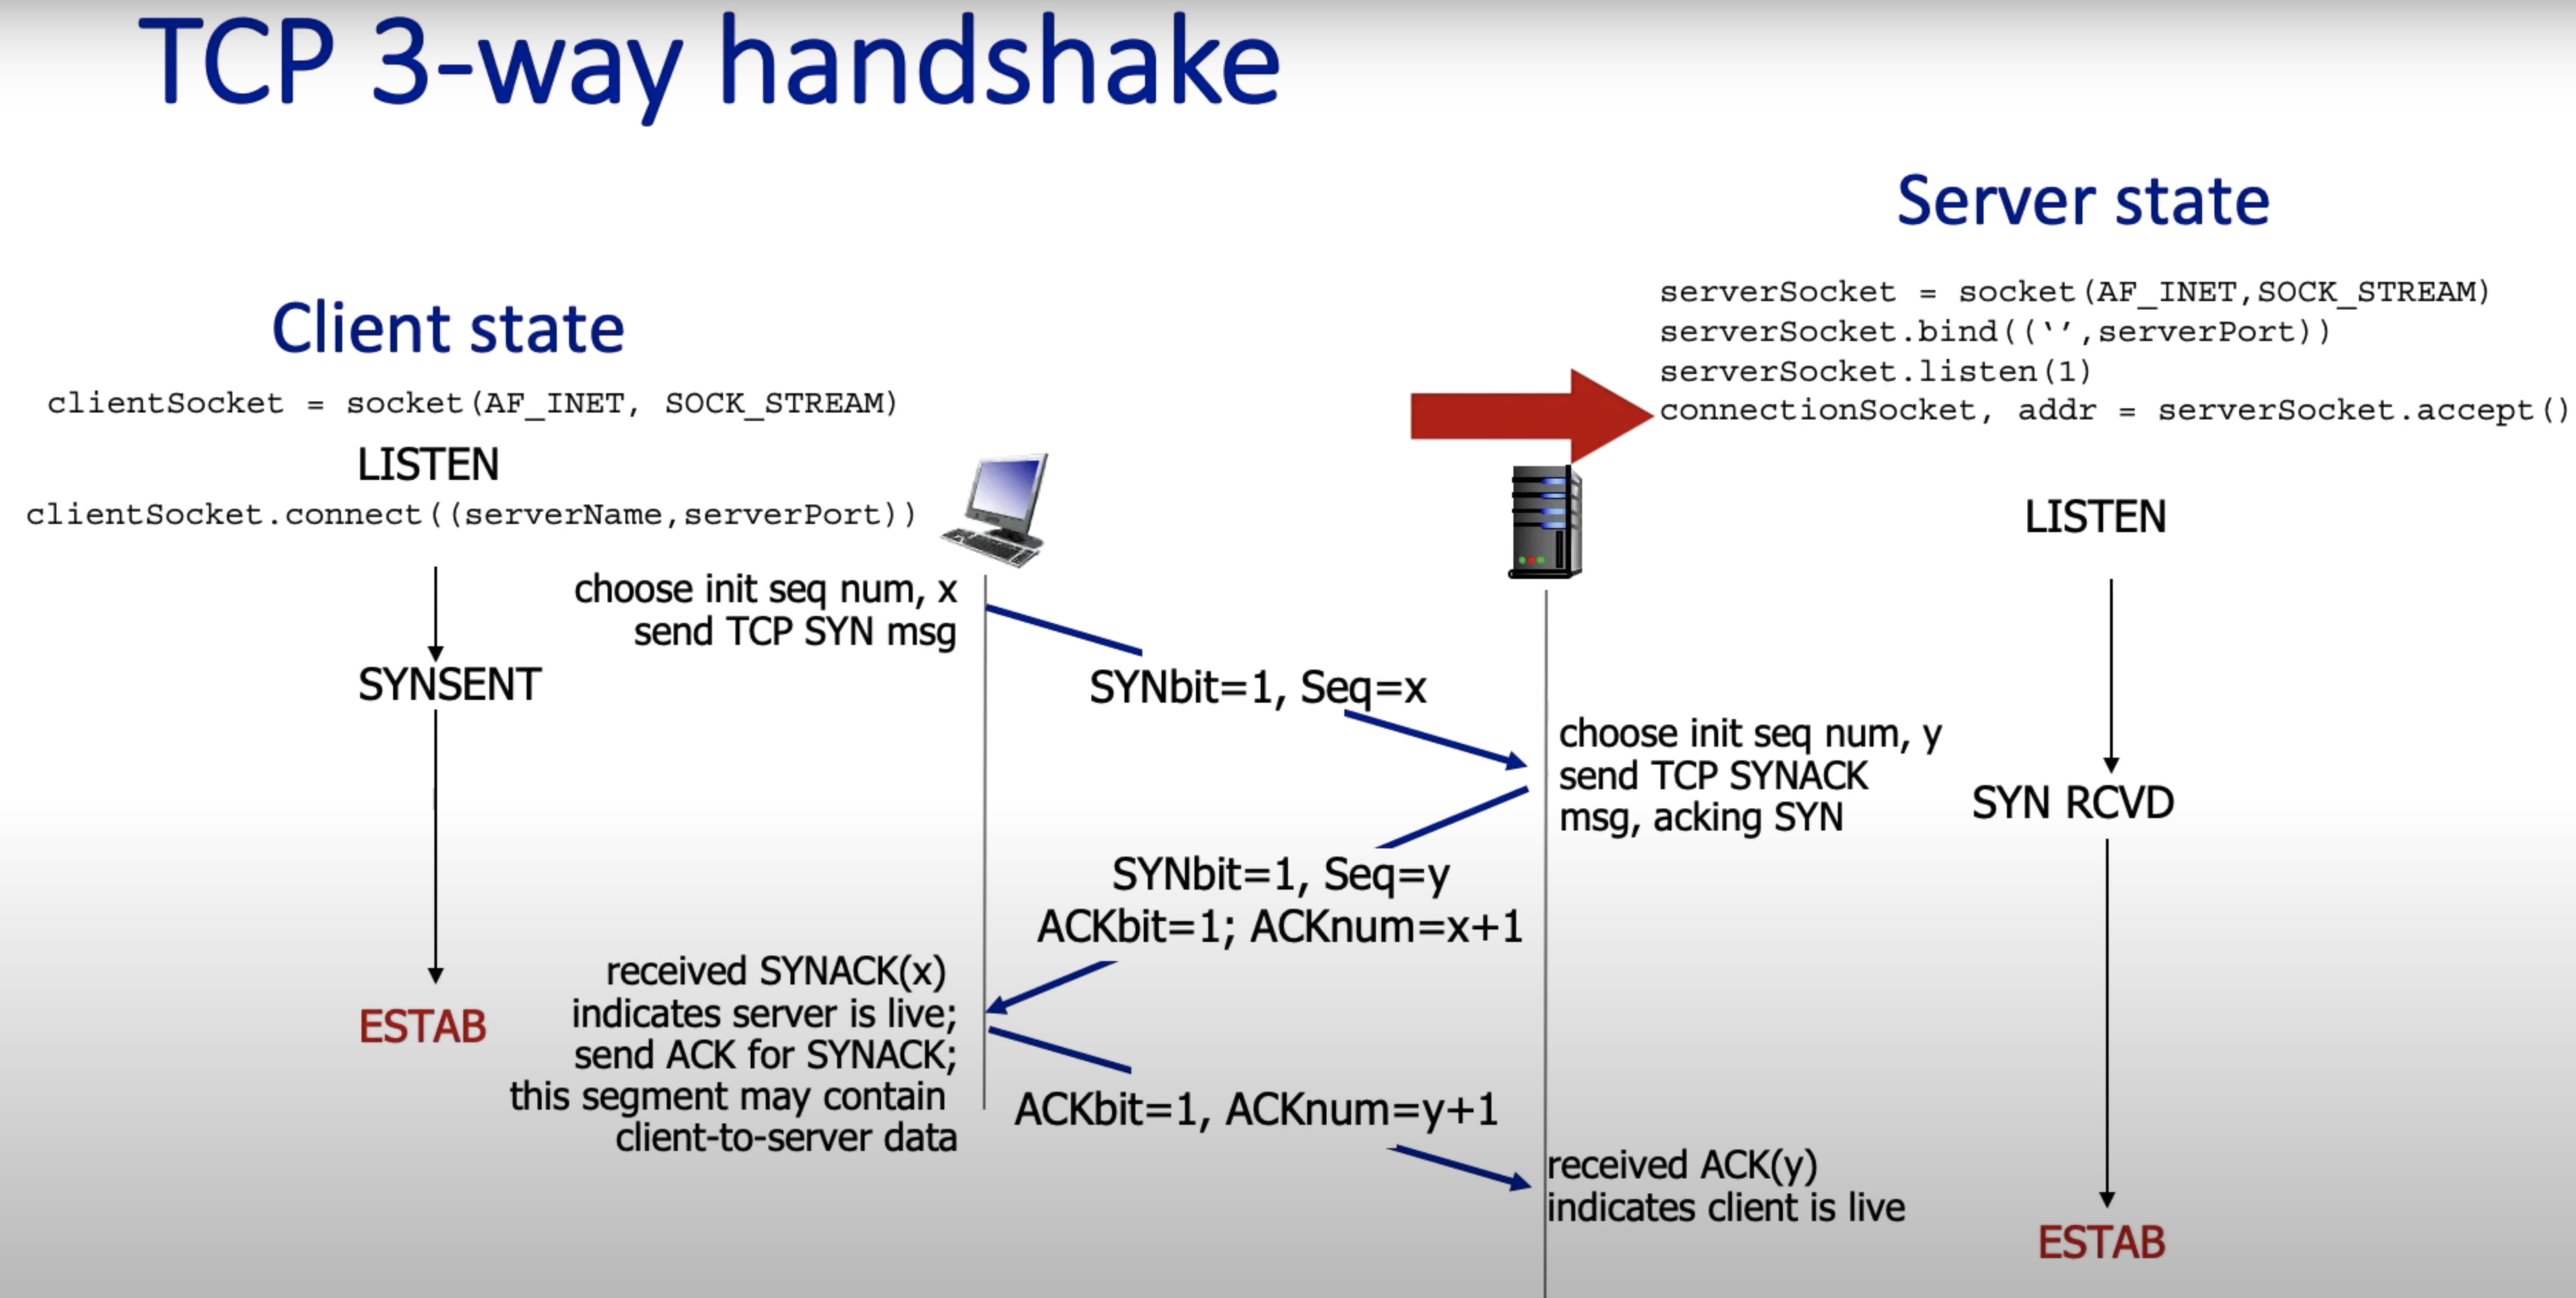 TCP 3-way handshake
Server state
serverSocket = socket(AF_INET,SOCK_STREAM)
serverSocket.bind((‘’,serverPort))
serverSocket.listen(1)
connectionSocket, addr = serverSocket.accept()
Client state
clientSocket = socket(AF_INET, SOCK_STREAM)
LISTEN
clientSocket.connect((serverName,serverPort))
LISTEN
choose init seq num, x
send TCP SYN msg
SYNSENT
SYNbit=1, Seq=x
choose init seq num, y
send TCP SYNACK
msg, acking SYN
SYN RCVD
SYNbit=1, Seq=y
ACKbit=1; ACKnum=x+1
received SYNACK(x)
indicates server is live;
send ACK for SYNACK;
this segment may contain
client-to-server data
ESTAB
ACKbit=1, ACKnum=y+1
received ACK(y)
indicates client is live
ESTAB